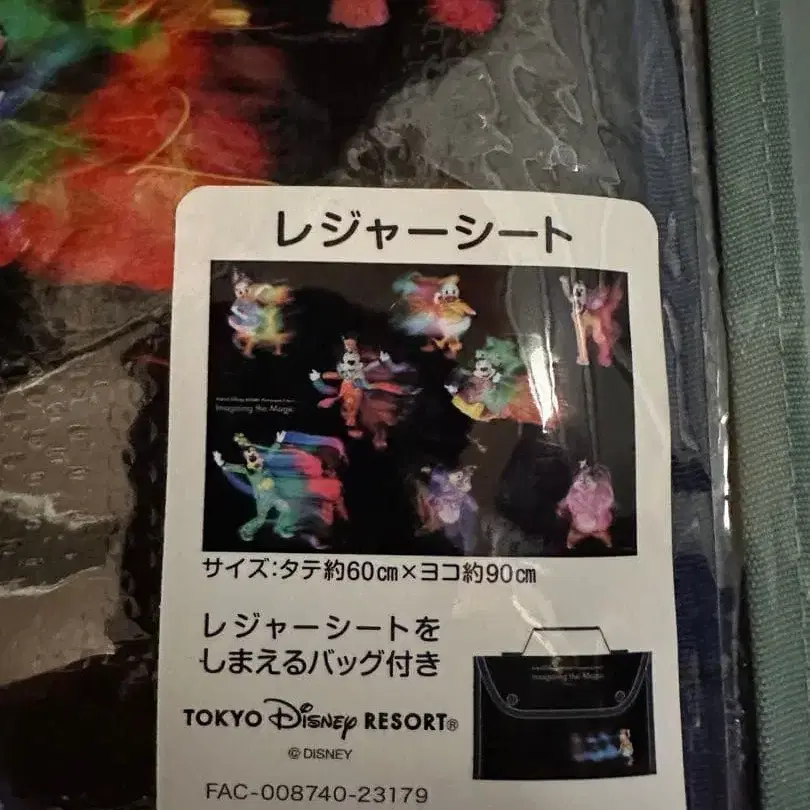 レジャーシート
Imagining the Magic
サイズ:タテ約60㎝×ヨコ約90㎝
レジャーシートを
しまえるバッグ付き
Imagining the Magic
TOKYO Disney RESORT®
© DISNEY
FAC-008740-23179